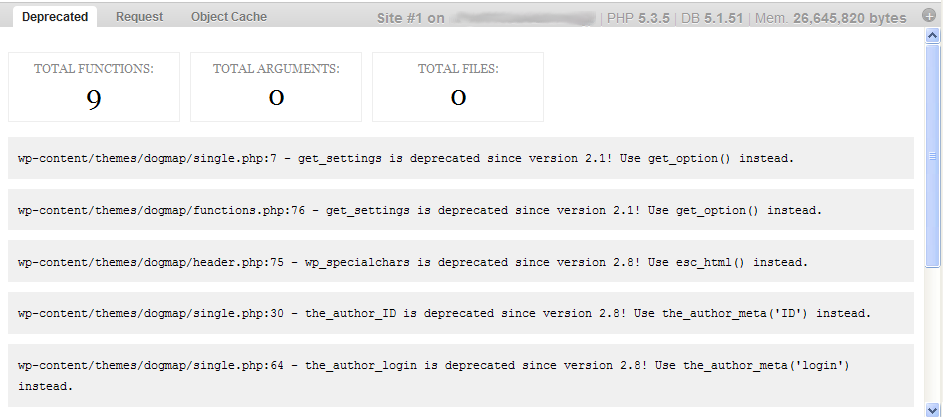 Deprecated Request Object Cache Site #1 on | PHP 5.3.5 | DB 5.1.51 | Mem. 26,645,820 bytes
TOTAL FUNCTIONS: TOTAL ARGUMENTS: TOTAL FILES:
9 0 0
wp-content/themes/dogmap/single.php:7 - get_settings is deprecated since version 2.1! Use get_option() instead.
wp-content/themes/dogmap/functions.php:76 - get_settings is deprecated since version 2.1! Use get_option() instead.
wp-content/themes/dogmap/header.php:75 - wp_specialchars is deprecated since version 2.8! Use esc_html() instead.
wp-content/themes/dogmap/single.php:30 - the_author_ID is deprecated since version 2.8! Use the_author_meta('ID') instead.
wp-content/themes/dogmap/single.php:64 - the_author_login is deprecated since version 2.8! Use the_author_meta('login')
instead.